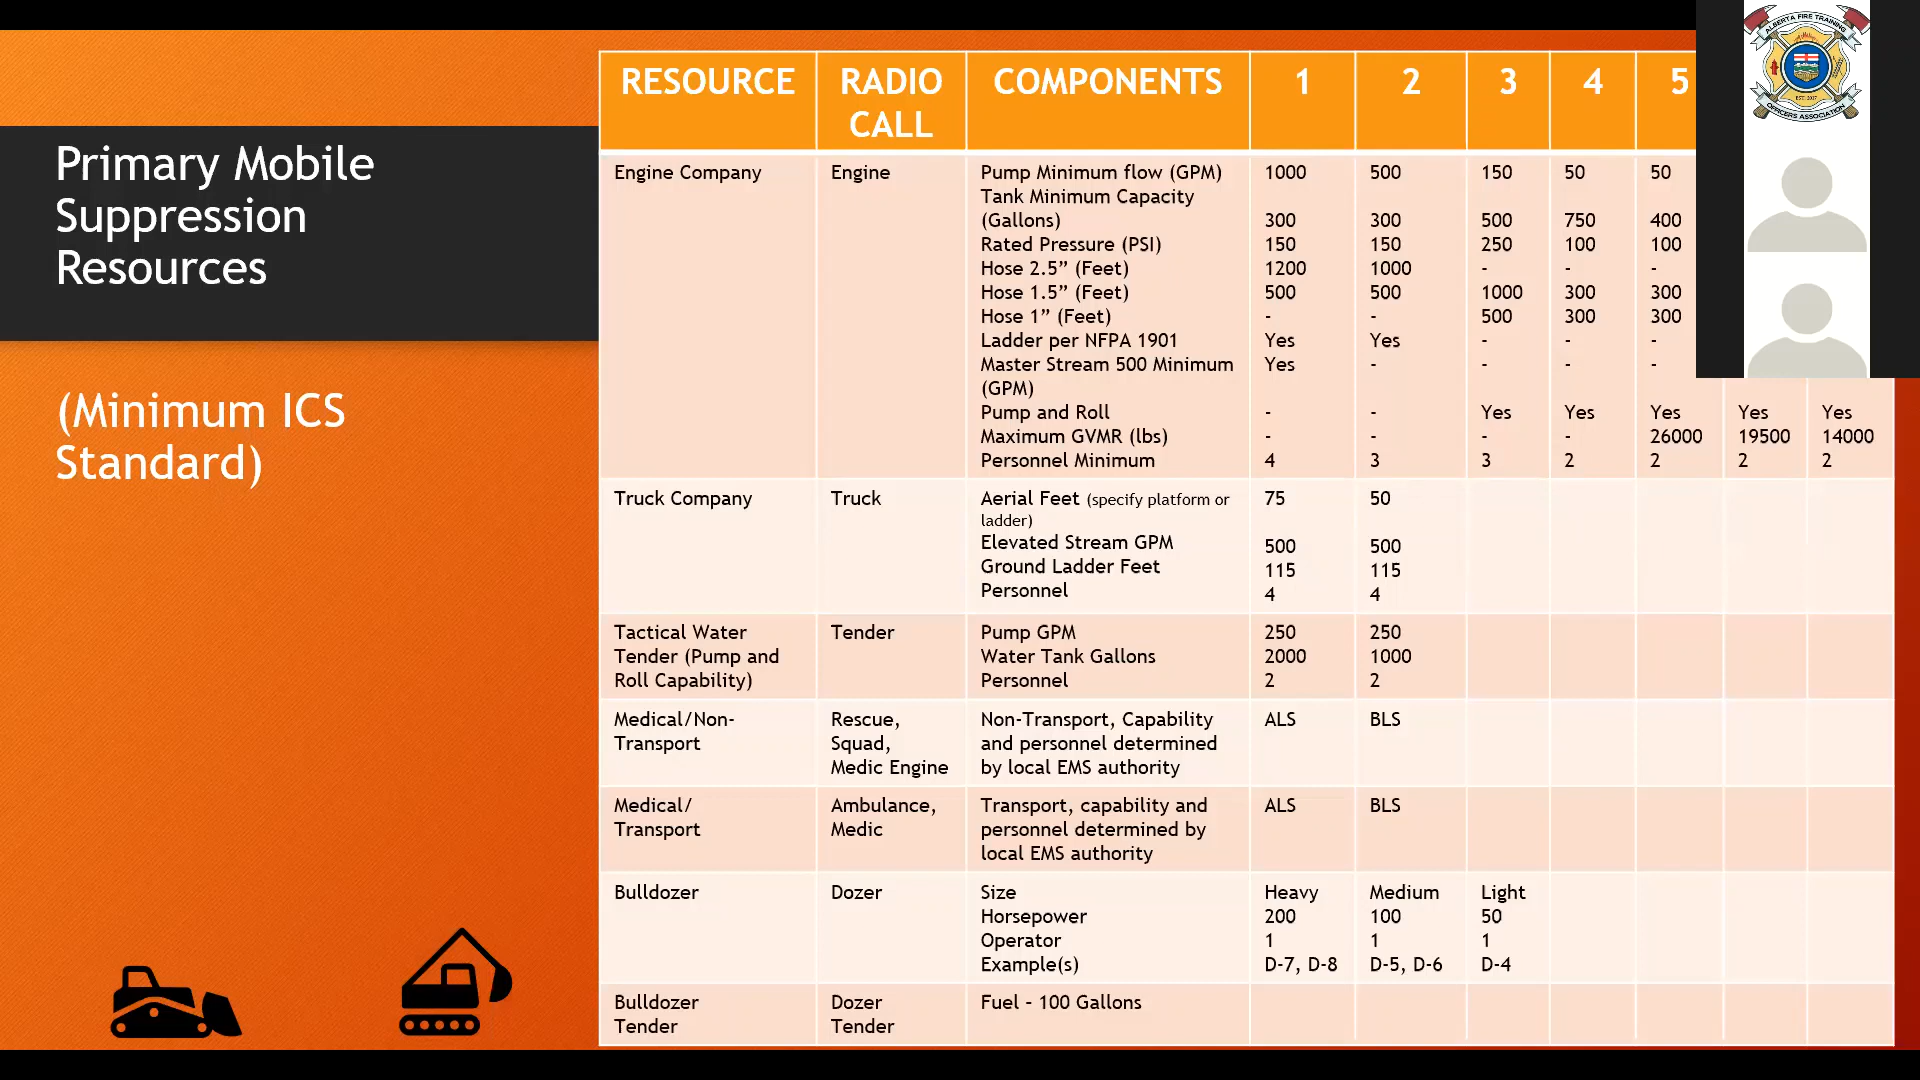 Primary Mobile
Suppression
Resources
(Minimum ICS
Standard)
RESOURCE RADIO CALL COMPONENTS 1 2 3 4 5
Engine Company Engine Pump Minimum flow (GPM) 1000 500 150 50 50
Tank Minimum Capacity
(Gallons) 300 300 500 750 400
Rated Pressure (PSI) 150 150 250 100 100
Hose 2.5” (Feet) 1200 1000 - - -
Hose 1.5” (Feet) 500 500 1000 300 300
Hose 1” (Feet) - - 500 300 300
Ladder per NFPA 1901 Yes Yes - - -
Master Stream 500 Minimum Yes - - - -
(GPM)
Pump and Roll - - Yes Yes Yes Yes Yes
Maximum GVMR (lbs) - - - - 26000 19500 14000
Personnel Minimum 4 3 3 2 2 2 2
Truck Company Truck Aerial Feet (specify platform or 75 50
ladder)
Elevated Stream GPM 500 500
Ground Ladder Feet 115 115
Personnel 4 4
Tactical Water Tender Pump GPM 250 250
Tender (Pump and Water Tank Gallons 2000 1000
Roll Capability) Personnel 2 2
Medical/Non- Rescue, Non-Transport, Capability ALS BLS
Transport Squad, and personnel determined
Medic Engine by local EMS authority
Medical/ Ambulance, Transport, capability and ALS BLS
Transport Medic personnel determined by
local EMS authority
Bulldozer Dozer Size Heavy Medium Light
Horsepower 200 100 50
Operator 1 1 1
Example(s) D-7, D-8 D-5, D-6 D-4
Bulldozer Dozer Fuel - 100 Gallons
Tender Tender
ALBERTA FIRE TRAINING
OFFICERS ASSOCIATION